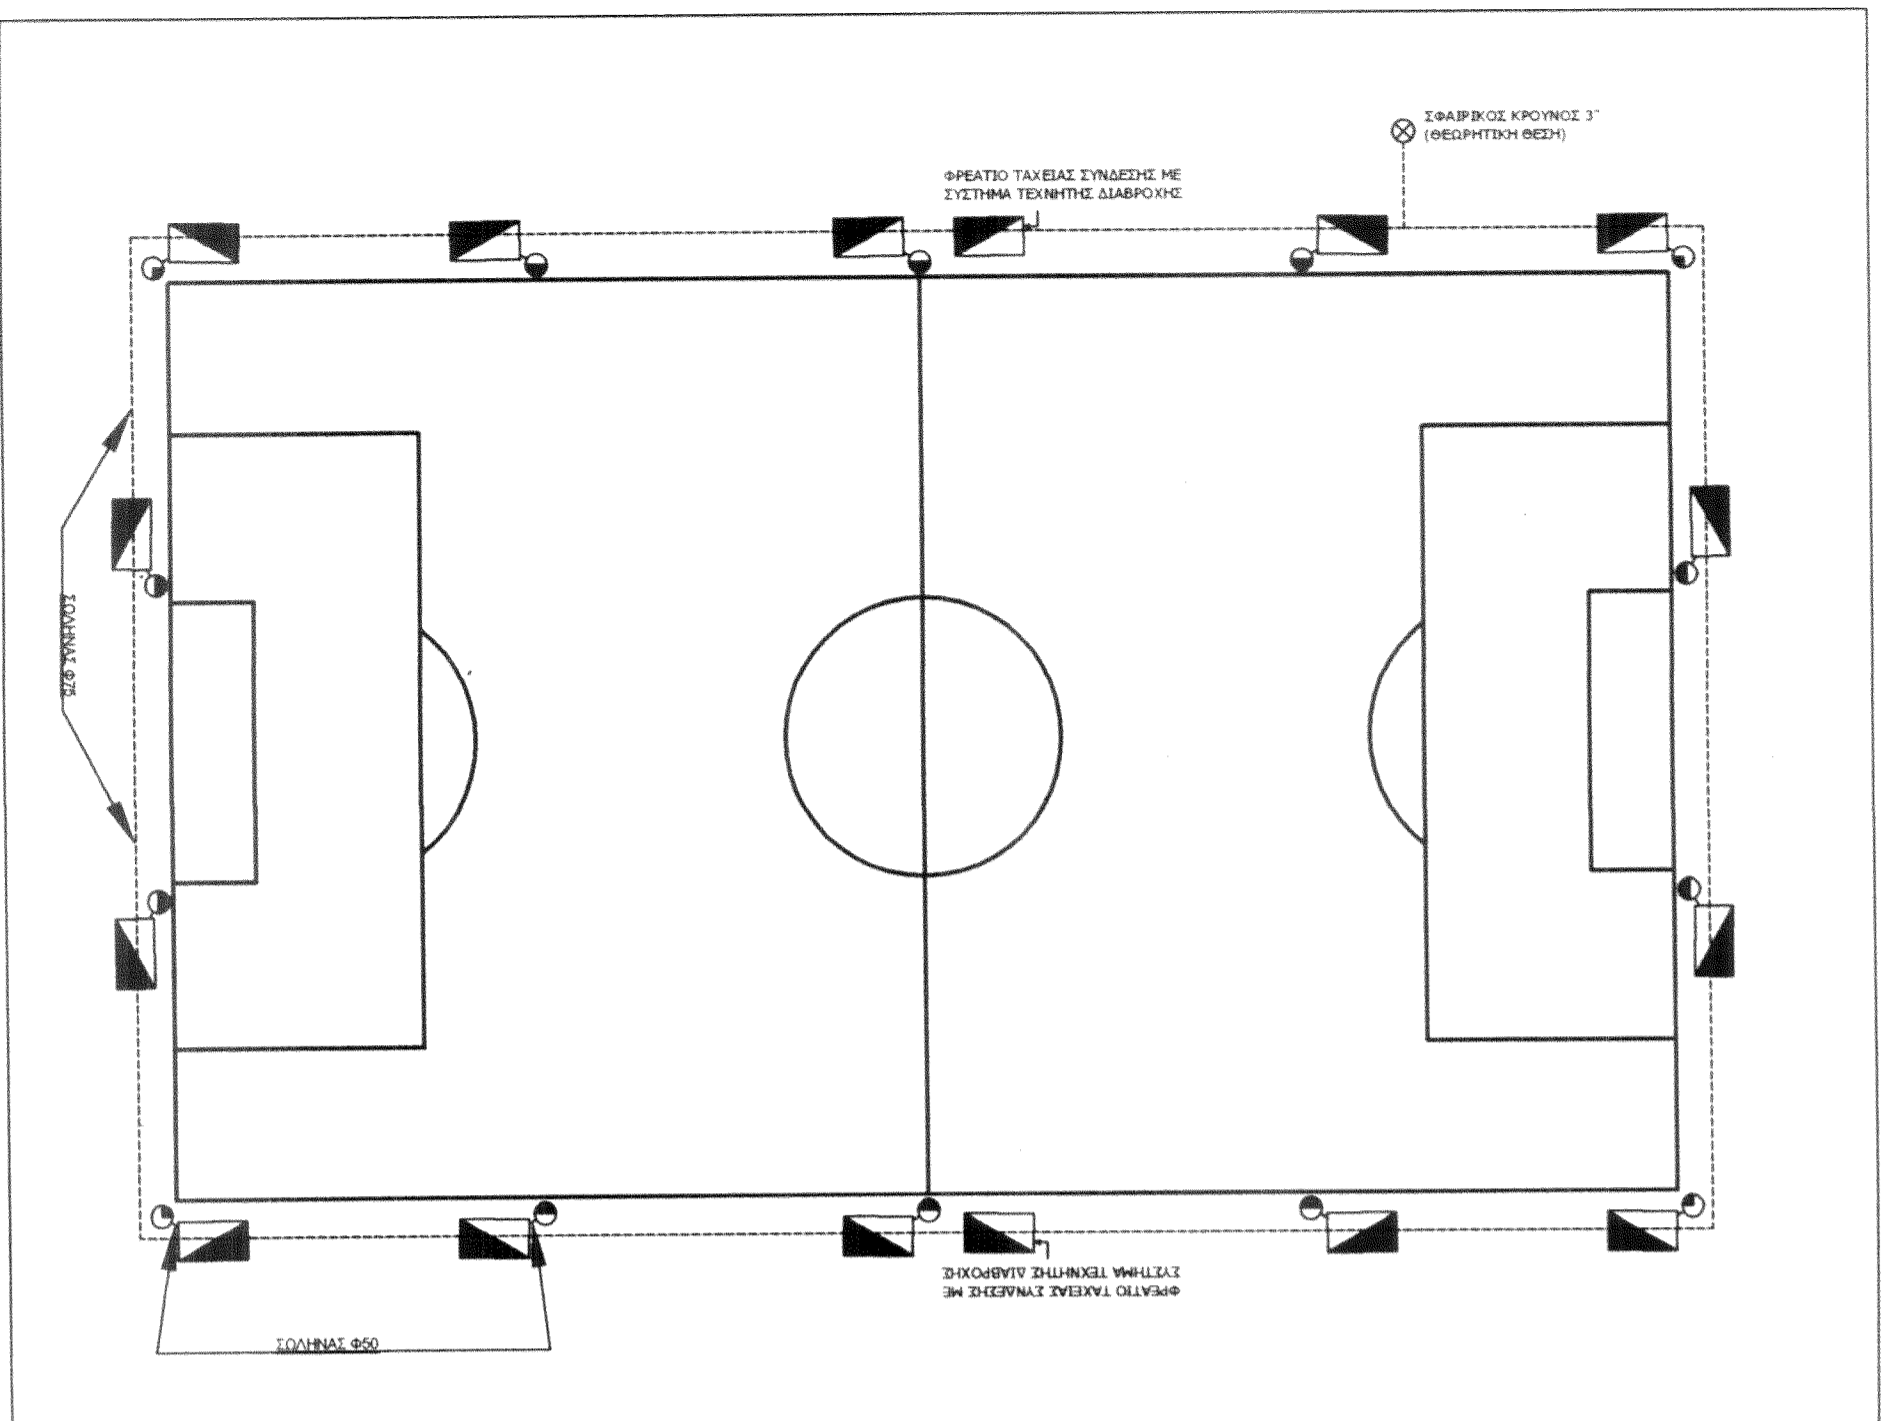 ΣΦΑΙΡΙΚΟΣ ΚΡΟΥΝΟΣ 3"
(ΘΕΩΡΗΤΙΚΗ ΘΕΣΗ)
ΦΡΕΑΤΙΟ ΤΑΧΕΙΑΣ ΣΥΝΔΕΣΗΣ ΜΕ
ΣΥΣΤΗΜΑ ΤΕΧΝΗΤΗΣ ΔΙΑΒΡΟΧΗΣ
ΣΩΛΗΝΑΣ Φ75
ΦΡΕΑΤΙΟ ΤΑΧΕΙΑΣ ΣΥΝΔΕΣΗΣ ΜΕ
ΣΥΣΤΗΜΑ ΤΕΧΝΗΤΗΣ ΔΙΑΒΡΟΧΗΣ
ΣΩΛΗΝΑΣ Φ50